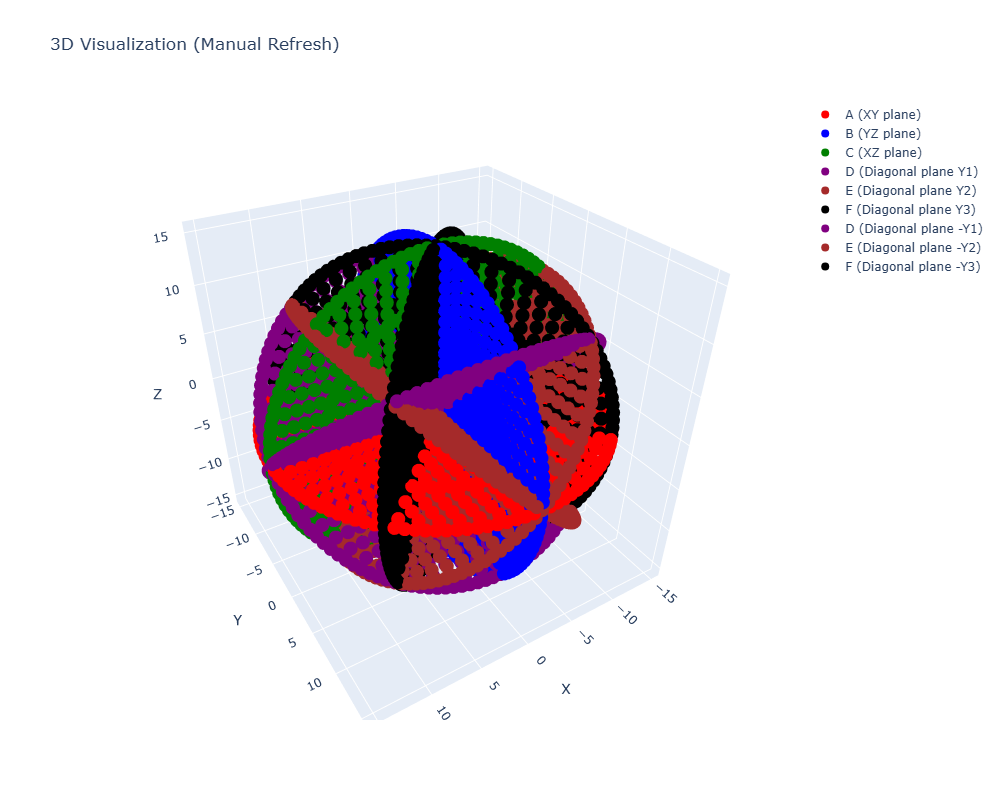 3D Visualization (Manual Refresh)
A (XY plane)
B (YZ plane)
C (XZ plane)
D (Diagonal plane Y1)
E (Diagonal plane Y2)
F (Diagonal plane Y3)
D (Diagonal plane -Y1)
E (Diagonal plane -Y2)
F (Diagonal plane -Y3)
15
10
5
Z
0
−5
−10
−15
−15
−10
−5
Y
0
5
10
10
5
X
0
−5
−10
−15